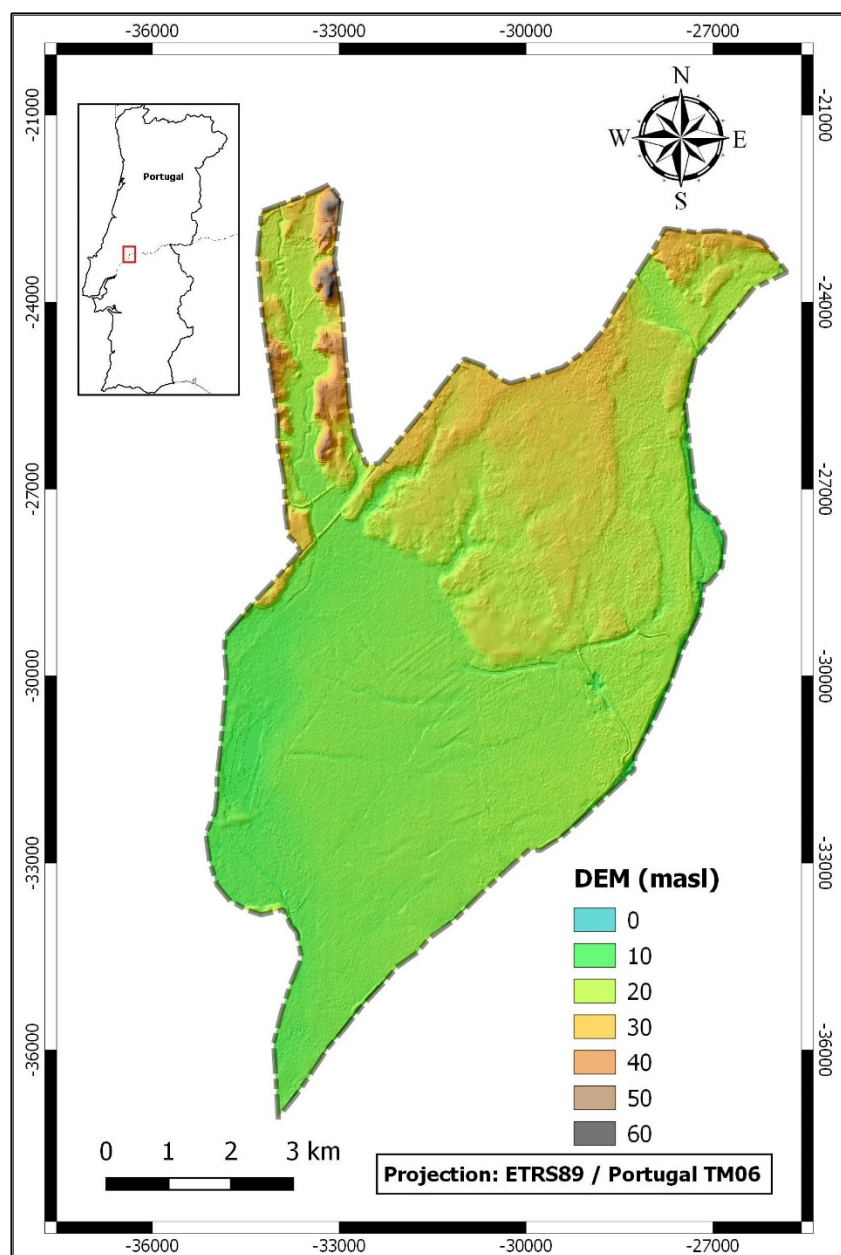 -36000 -33000 -30000 -27000
-21000 -21000
N
W E
S
Portugal
-24000 -24000
-27000 -27000
-30000 -30000
-33000 -33000
DEM (masl)
0
10
20
30
40
50
60
-36000 -36000
0 1 2 3 km
Projection: ETRS89 / Portugal TM06
-36000 -33000 -30000 -27000